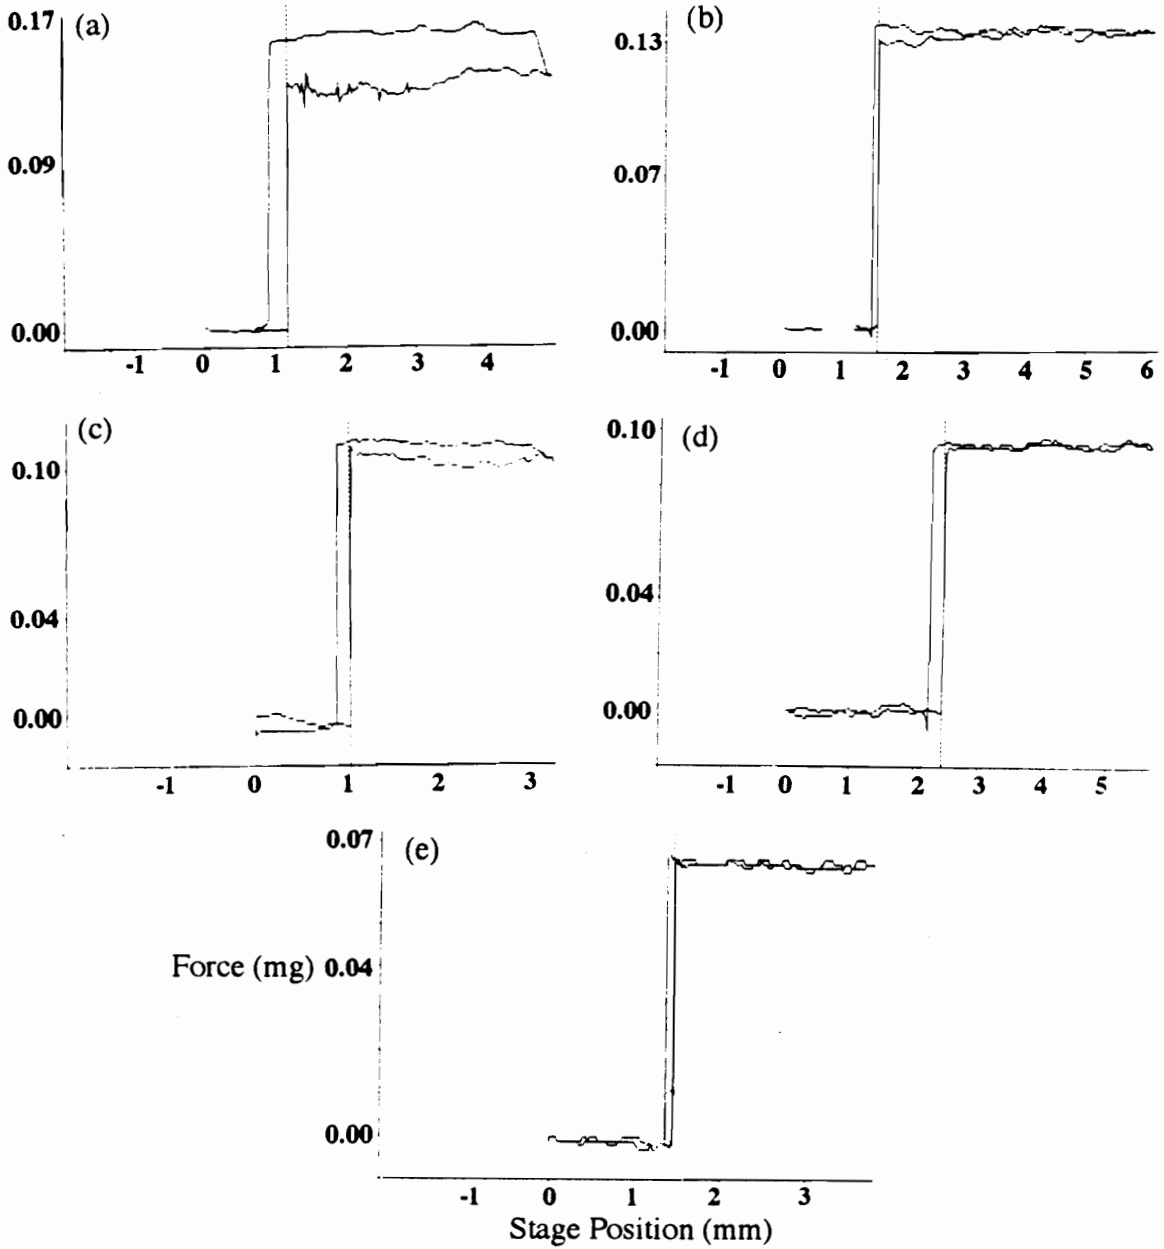 (a)
0.17
0.09
0.00
-1 0 1 2 3 4
(b)
0.13
0.07
0.00
-1 0 1 2 3 4 5 6
(c)
0.10
0.04
0.00
-1 0 1 2 3
(d)
0.10
0.04
0.00
-1 0 1 2 3 4 5
(e)
0.07
Force (mg) 0.04
0.00
-1 0 1 2 3
Stage Position (mm)